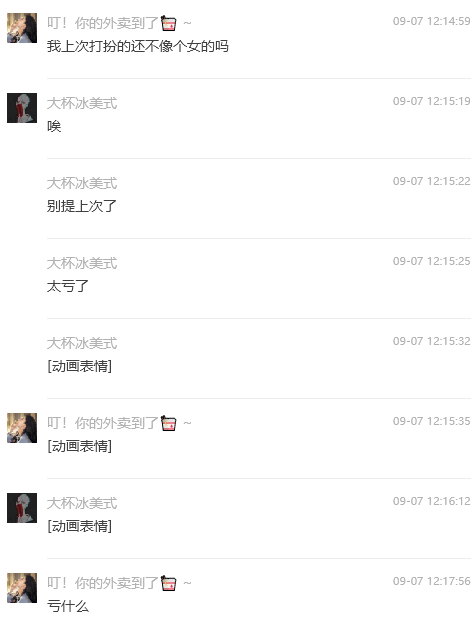 叮！你的外卖到了 ~ 09-07 12:14:59
我上次打扮的还不像个女的吗
大杯冰美式 09-07 12:15:19
唉
大杯冰美式 09-07 12:15:22
别提上次了
大杯冰美式 09-07 12:15:25
太亏了
大杯冰美式 09-07 12:15:32
[动画表情]
叮！你的外卖到了 ~ 09-07 12:15:35
[动画表情]
大杯冰美式 09-07 12:16:12
[动画表情]
叮！你的外卖到了 ~ 09-07 12:17:56
亏什么